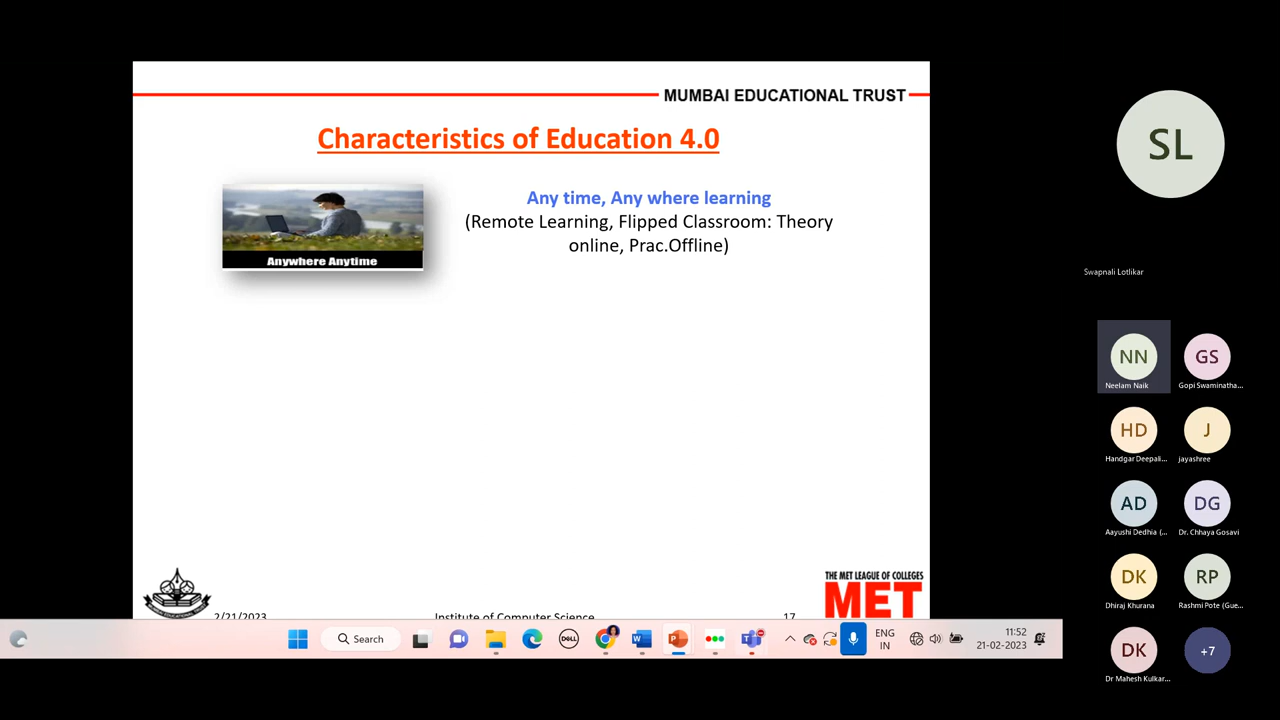 MUMBAI EDUCATIONAL TRUST
Characteristics of Education 4.0
Anywhere Anytime
Any time, Any where learning
(Remote Learning, Flipped Classroom: Theory
online, Prac.Offline)
2/21/2023
Institute of Computer Science
17
THE MET LEAGUE OF COLLEGES
MET
Search
DELL
ENG
IN
11:52
21-02-2023
SL
Swapnali Lotlikar
NN
Neelam Naik
GS
Gopi Swaminatha...
HD
Handgar Deepali...
J
jayashree
AD
Aayushi Dedhia (...
DG
Dr. Chhaya Gosavi
DK
Dhiraj Khurana
RP
Rashmi Pote (Gue...
DK
Dr Mahesh Kulkar...
+7